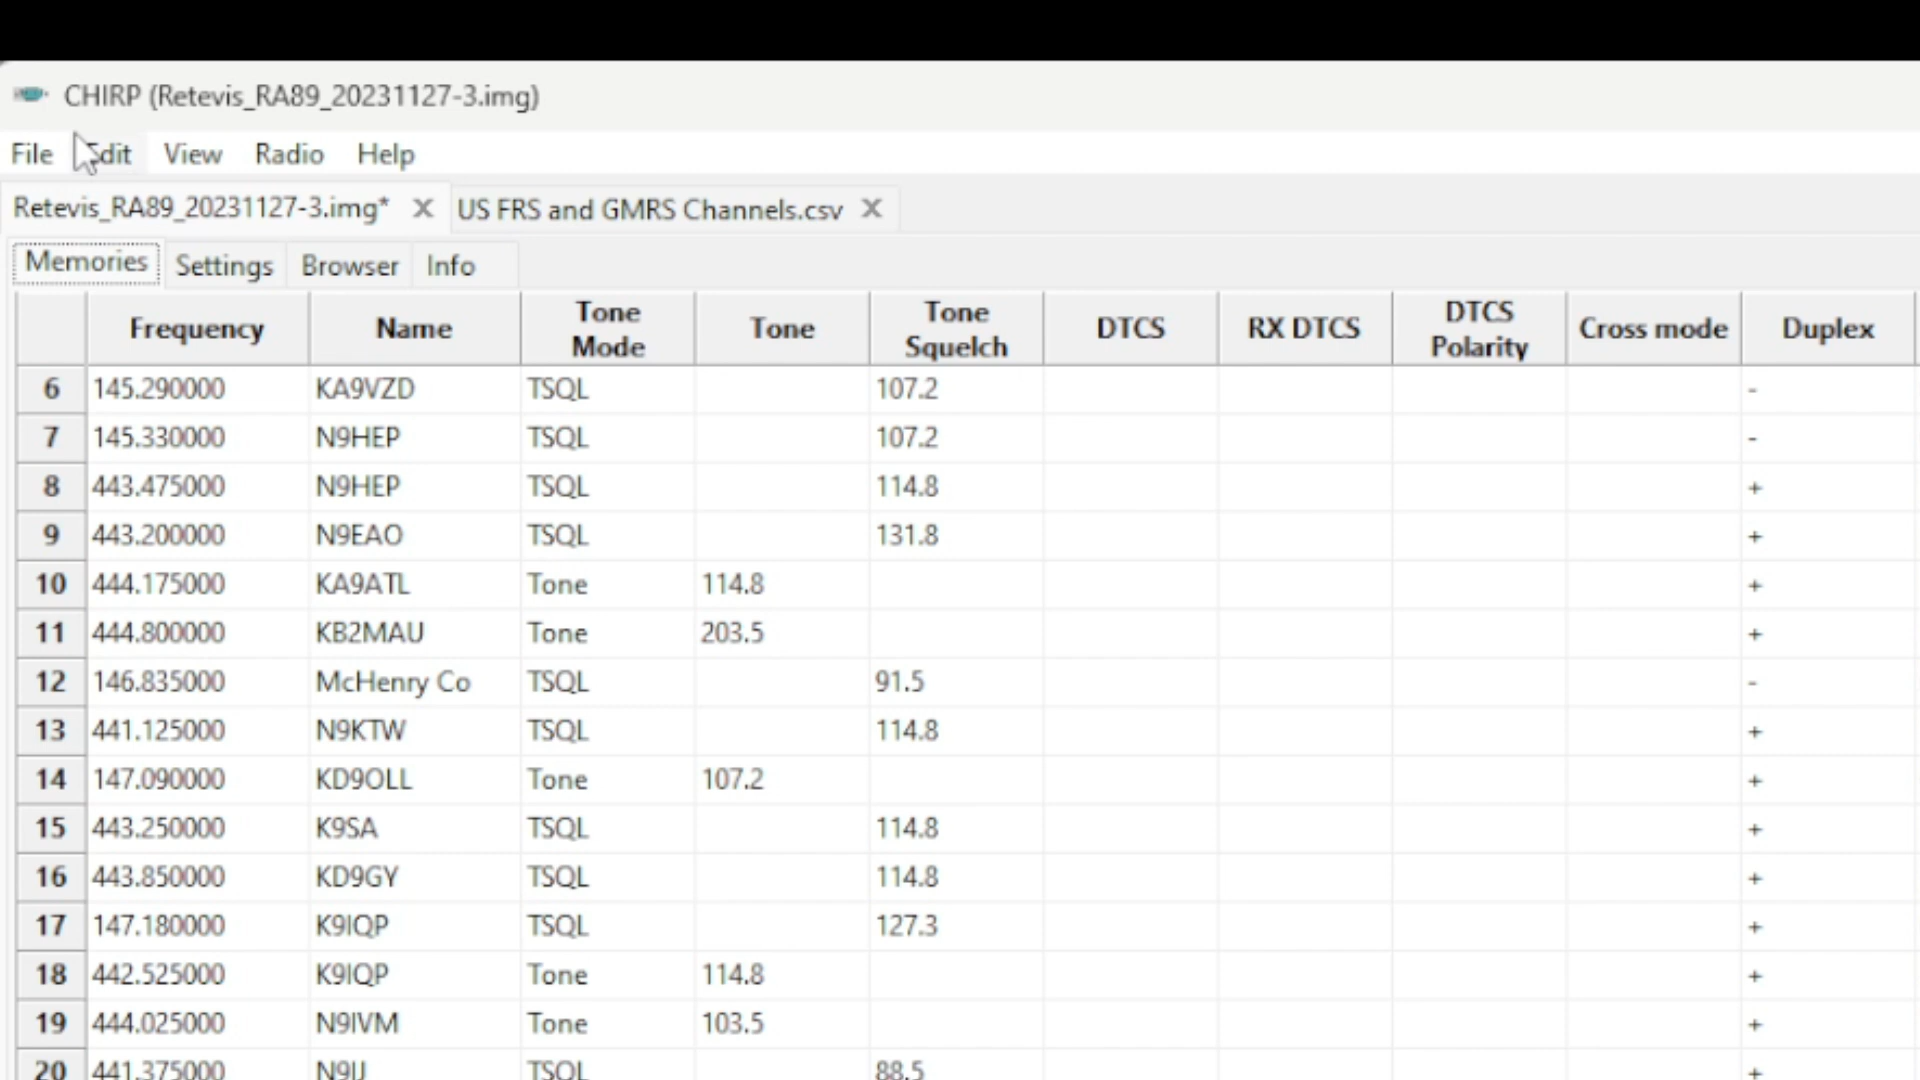 CHIRP (Retevis_RA89_20231127-3.img)
File Edit View Radio Help
Retevis_RA89_20231127-3.img* X US FRS and GMRS Channels.csv X
Memories Settings Browser Info
Frequency Name Tone Mode Tone Tone Squelch DTCS RX DTCS DTCS Polarity Cross mode Duplex
6 145.290000 KA9VZD TSQL 107.2 -
7 145.330000 N9HEP TSQL 107.2 -
8 443.475000 N9HEP TSQL 114.8 +
9 443.200000 N9EAO TSQL 131.8 +
10 444.175000 KA9ATL Tone 114.8 +
11 444.800000 KB2MAU Tone 203.5 +
12 146.835000 McHenry Co TSQL 91.5 -
13 441.125000 N9KTW TSQL 114.8 +
14 147.090000 KD9OLL Tone 107.2 +
15 443.250000 K9SA TSQL 114.8 +
16 443.850000 KD9GY TSQL 114.8 +
17 147.180000 K9IQP TSQL 127.3 +
18 442.525000 K9IQP Tone 114.8 +
19 444.025000 N9IVM Tone 103.5 +
20 441.375000 N9IJ TSQL 88.5 +